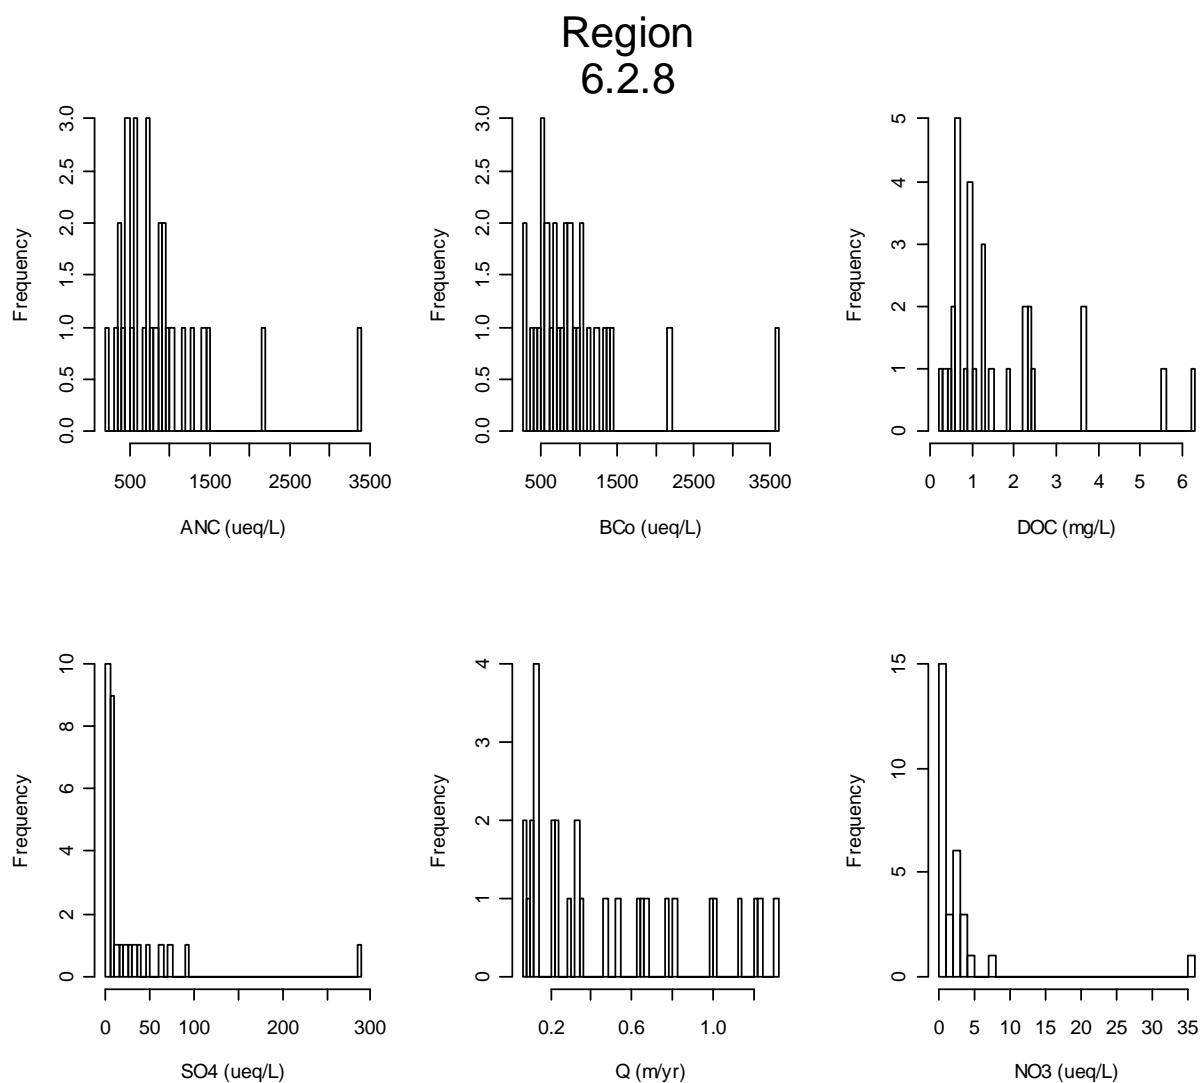 Region
6.2.8
Frequency
0.0 0.5 1.0 1.5 2.0 2.5 3.0
500 1500 2500 3500
ANC (ueq/L)
Frequency
0.0 0.5 1.0 1.5 2.0 2.5 3.0
500 1500 2500 3500
BCo (ueq/L)
Frequency
0 1 2 3 4 5
0 1 2 3 4 5 6
DOC (mg/L)
Frequency
0 2 4 6 8 10
0 50 100 200 300
SO4 (ueq/L)
Frequency
0 1 2 3 4
0.2 0.6 1.0
Q (m/yr)
Frequency
0 5 10 15
0 5 10 15 20 25 30 35
NO3 (ueq/L)